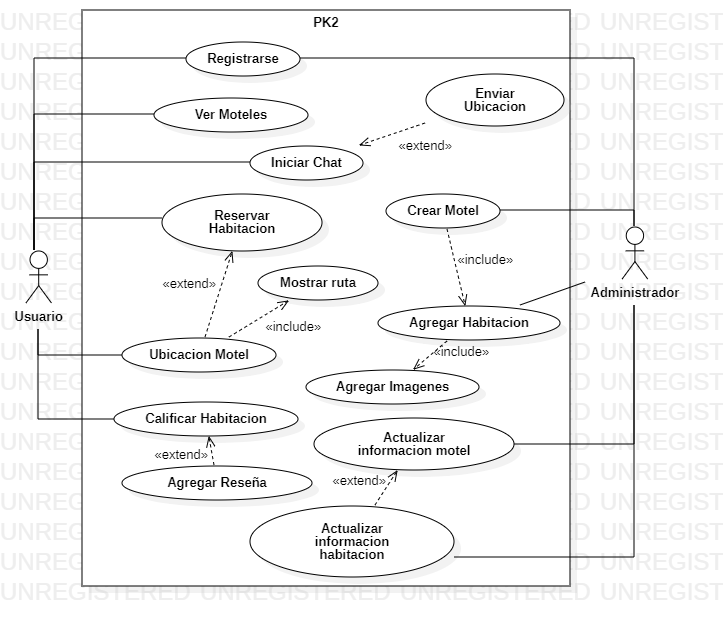 PK2
Registrarse
Enviar
Ubicacion
Ver Moteles
«extend»
Iniciar Chat
Reservar
Habitacion
Crear Motel
«include»
«extend»
Mostrar ruta
Administrador
Usuario
«include»
Agregar Habitacion
Ubicacion Motel
«include»
Agregar Imagenes
Calificar Habitacion
Actualizar
informacion motel
«extend»
Agregar Reseña
«extend»
Actualizar
informacion
habitacion
UNREGISTERED UNREGISTERED UNREGIST